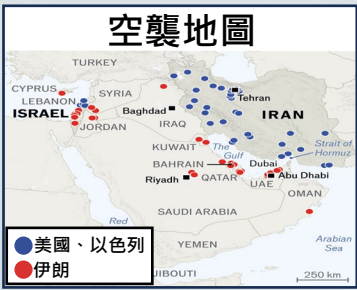 空襲地圖
TURKEY
CYPRUS
SYRIA
LEBANON
Tehran
ISRAEL
Baghdad
IRAN
IRAQ
JORDAN
KUWAIT
The
Gulf
Strait of
Hormuz
BAHRAIN
Dubai
Riyadh
QATAR
Abu Dhabi
UAE
OMAN
SAUDI ARABIA
Red
Arabian
Sea
YEMEN
美國、以色列
伊朗
JIBOUTI
250 km